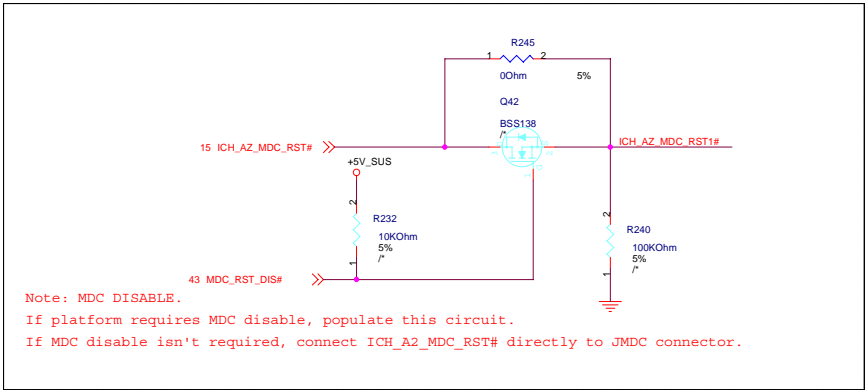 R245
1 2
0Ohm 5%
Q42
BSS138
/*
15 ICH_AZ_MDC_RST#
ICH_AZ_MDC_RST1#
+5V_SUS
2
R232
10KOhm
5%
/*
1
2
R240
100KOhm
5%
/*
1
43 MDC_RST_DIS#
Note: MDC DISABLE.
If platform requires MDC disable, populate this circuit.
If MDC disable isn't required, connect ICH_A2_MDC_RST# directly to JMDC connector.